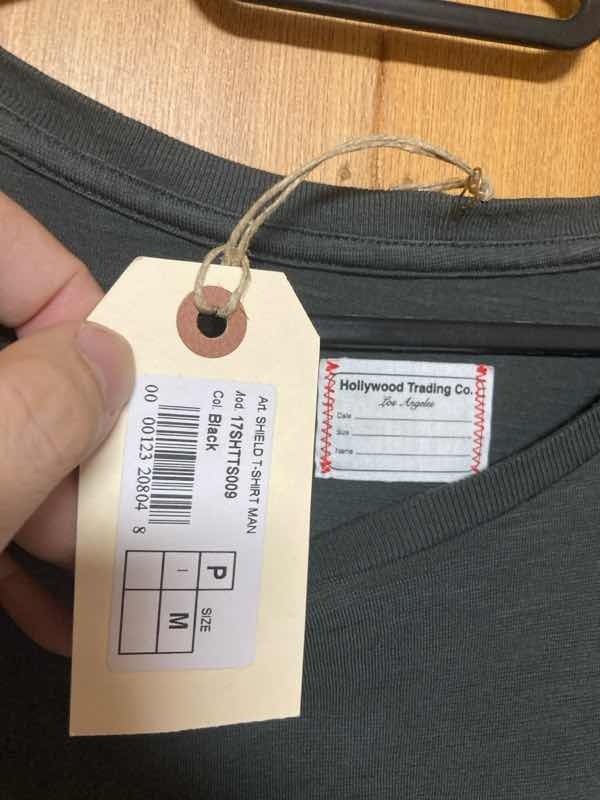 Art. SHIELD T-SHIRT MAN
Mod. 17SHTTS009
Col. Black
00 00123 20804 8
SIZE
P
I M
Hollywood Trading Co.
Los Angeles
Date
Size
Name